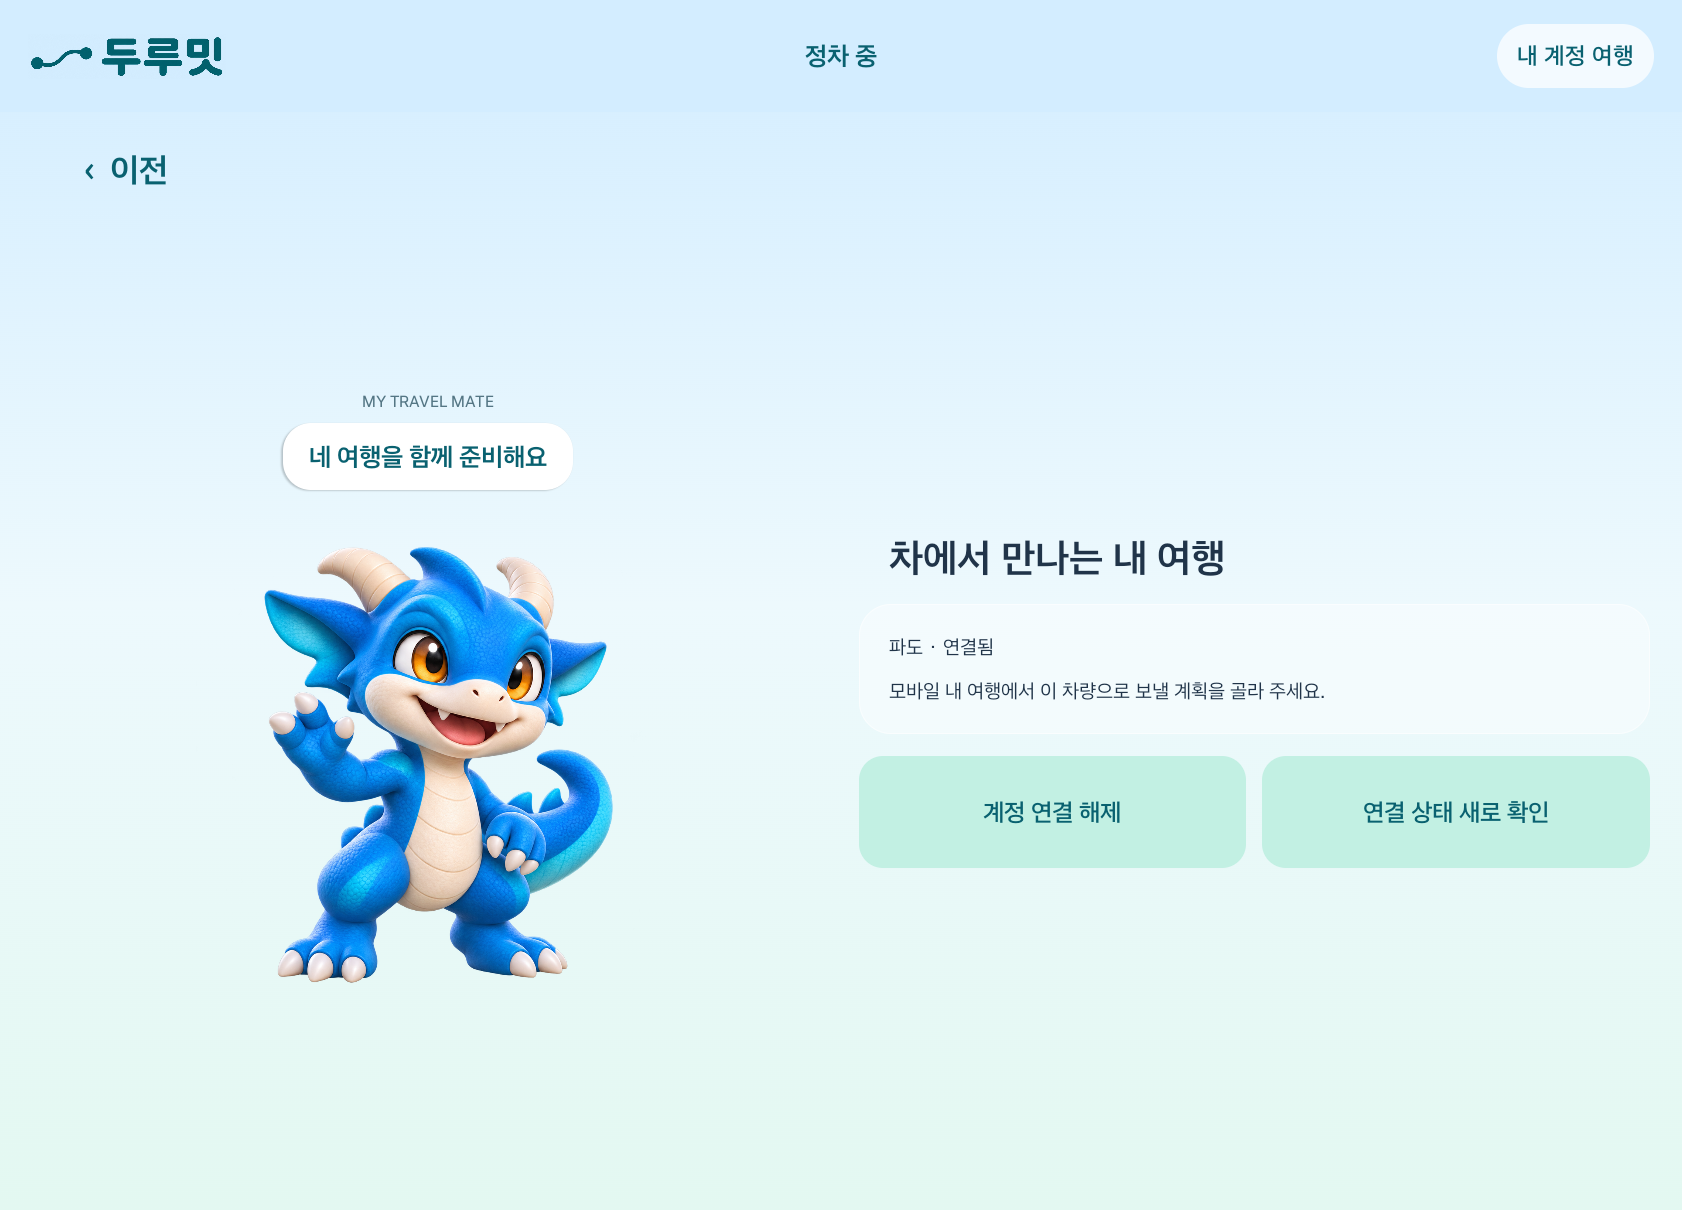 두루밋
정차 중
내 계정 여행
‹ 이전
MY TRAVEL MATE
네 여행을 함께 준비해요
차에서 만나는 내 여행
파도 · 연결됨
모바일 내 여행에서 이 차량으로 보낼 계획을 골라 주세요.
계정 연결 해제
연결 상태 새로 확인